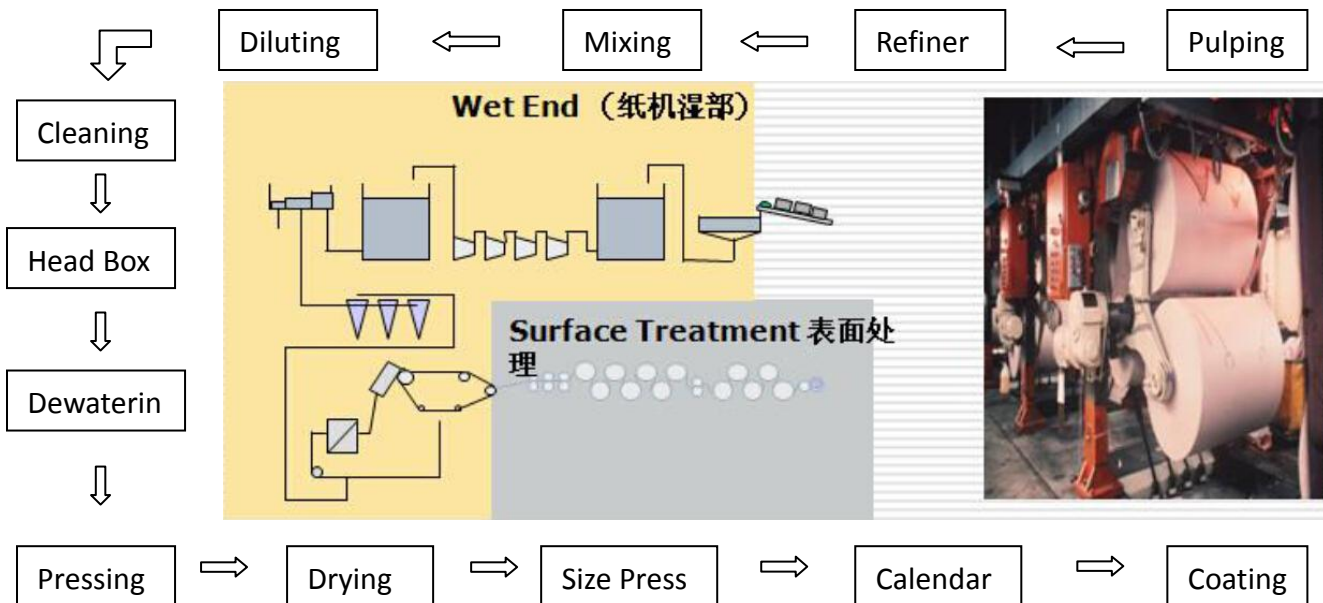 Diluting
Mixing
Refiner
Pulping
Wet End （纸机湿部）
Cleaning
Head Box
Surface Treatment 表面处
理
Dewaterin
Pressing
Drying
Size Press
Calendar
Coating